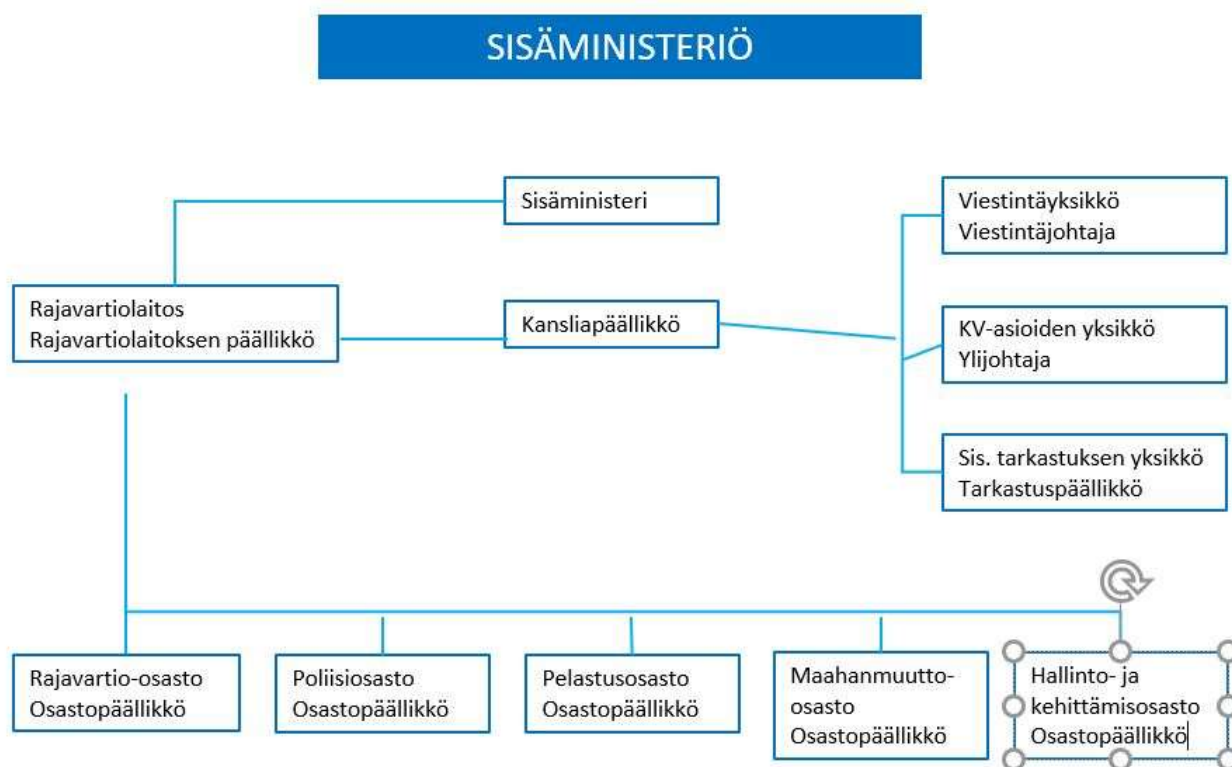 SISÄMINISTERIÖ
Sisäministeri
Viestintäyksikkö
Viestintäjohtaja
Rajavartiolaitos
Rajavartiolaitoksen päällikkö
Kansliapäällikkö
KV-asioiden yksikkö
Ylijohtaja
Sis. tarkastuksen yksikkö
Tarkastuspäällikkö
Rajavartio-osasto
Osastopäällikkö
Poliisiosasto
Osastopäällikkö
Pelastusosasto
Osastopäällikkö
Maahanmuutto-
osasto
Osastopäällikkö
Hallinto- ja
kehittämisosasto
Osastopäällikkö